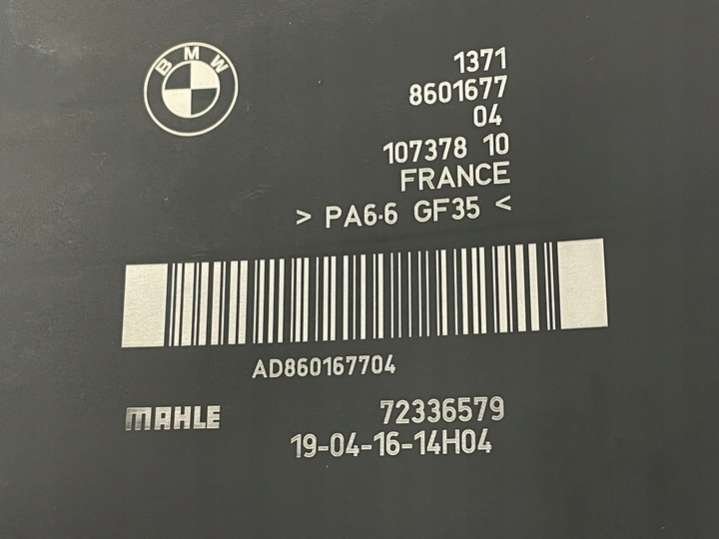 BMW
1371
8601677
04
107378 10
FRANCE
> PA6·6 GF35 <
AD860167704
MAHLE
72336579
19-04-16-14H04